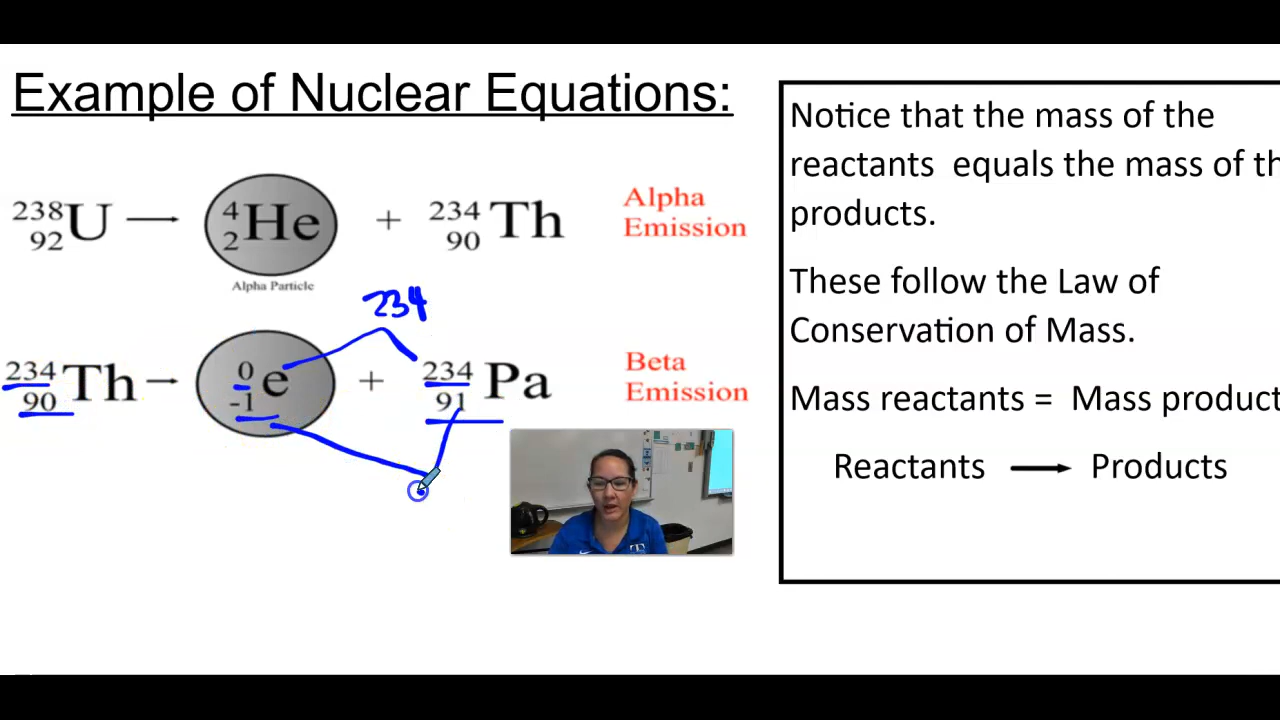 Example of Nuclear Equations:
238 92 U → 4 2 He + 234 90 Th
Alpha Emission
Alpha Particle
234
234 90 Th → 0 -1 e + 234 91 Pa
Beta Emission
Notice that the mass of the
reactants equals the mass of th
products.
These follow the Law of
Conservation of Mass.
Mass reactants = Mass product
Reactants → Products